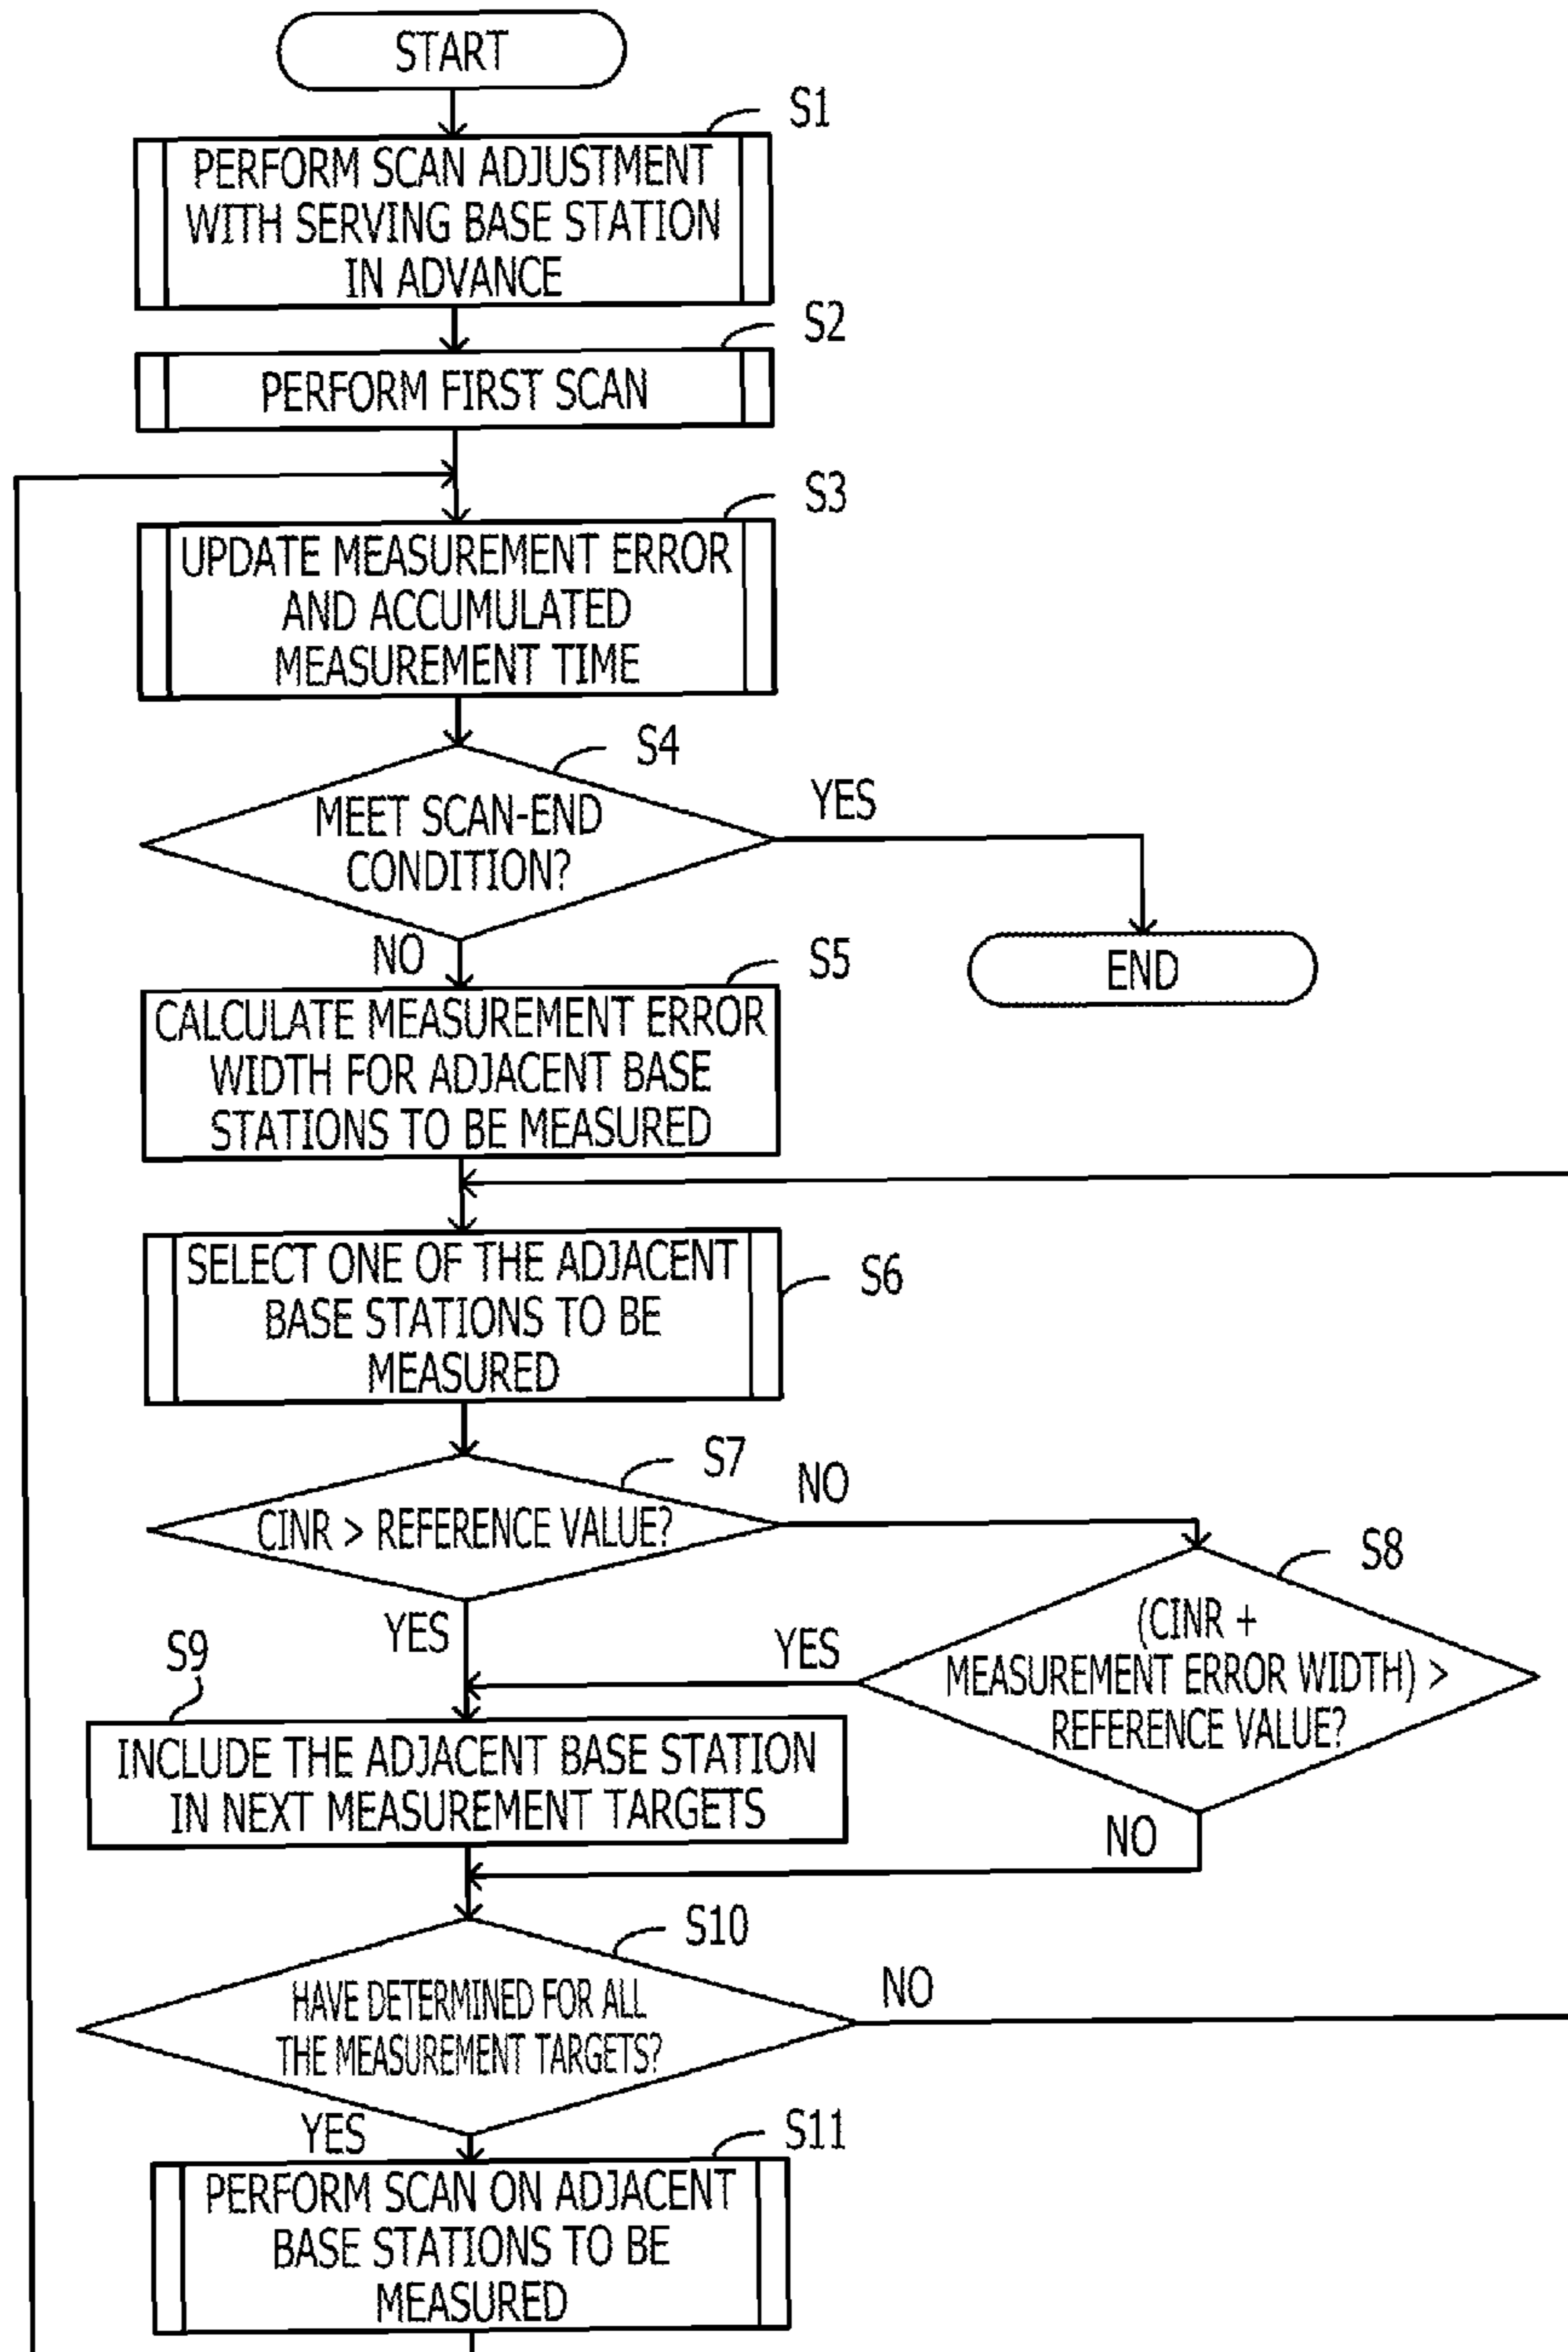 START
S1
PERFORM SCAN ADJUSTMENT
WITH SERVING BASE STATION
IN ADVANCE
S2
PERFORM FIRST SCAN
S3
UPDATE MEASUREMENT ERROR
AND ACCUMULATED
MEASUREMENT TIME
S4
MEET SCAN-END
CONDITION?
YES
NO
END
S5
CALCULATE MEASUREMENT ERROR
WIDTH FOR ADJACENT BASE
STATIONS TO BE MEASURED
S6
SELECT ONE OF THE ADJACENT
BASE STATIONS TO BE
MEASURED
S7
CINR > REFERENCE VALUE?
NO
YES
S8
(CINR +
MEASUREMENT ERROR WIDTH) >
REFERENCE VALUE?
YES
NO
S9
INCLUDE THE ADJACENT BASE STATION
IN NEXT MEASUREMENT TARGETS
S10
HAVE DETERMINED FOR ALL
THE MEASUREMENT TARGETS?
NO
YES
S11
PERFORM SCAN ON ADJACENT
BASE STATIONS TO BE
MEASURED